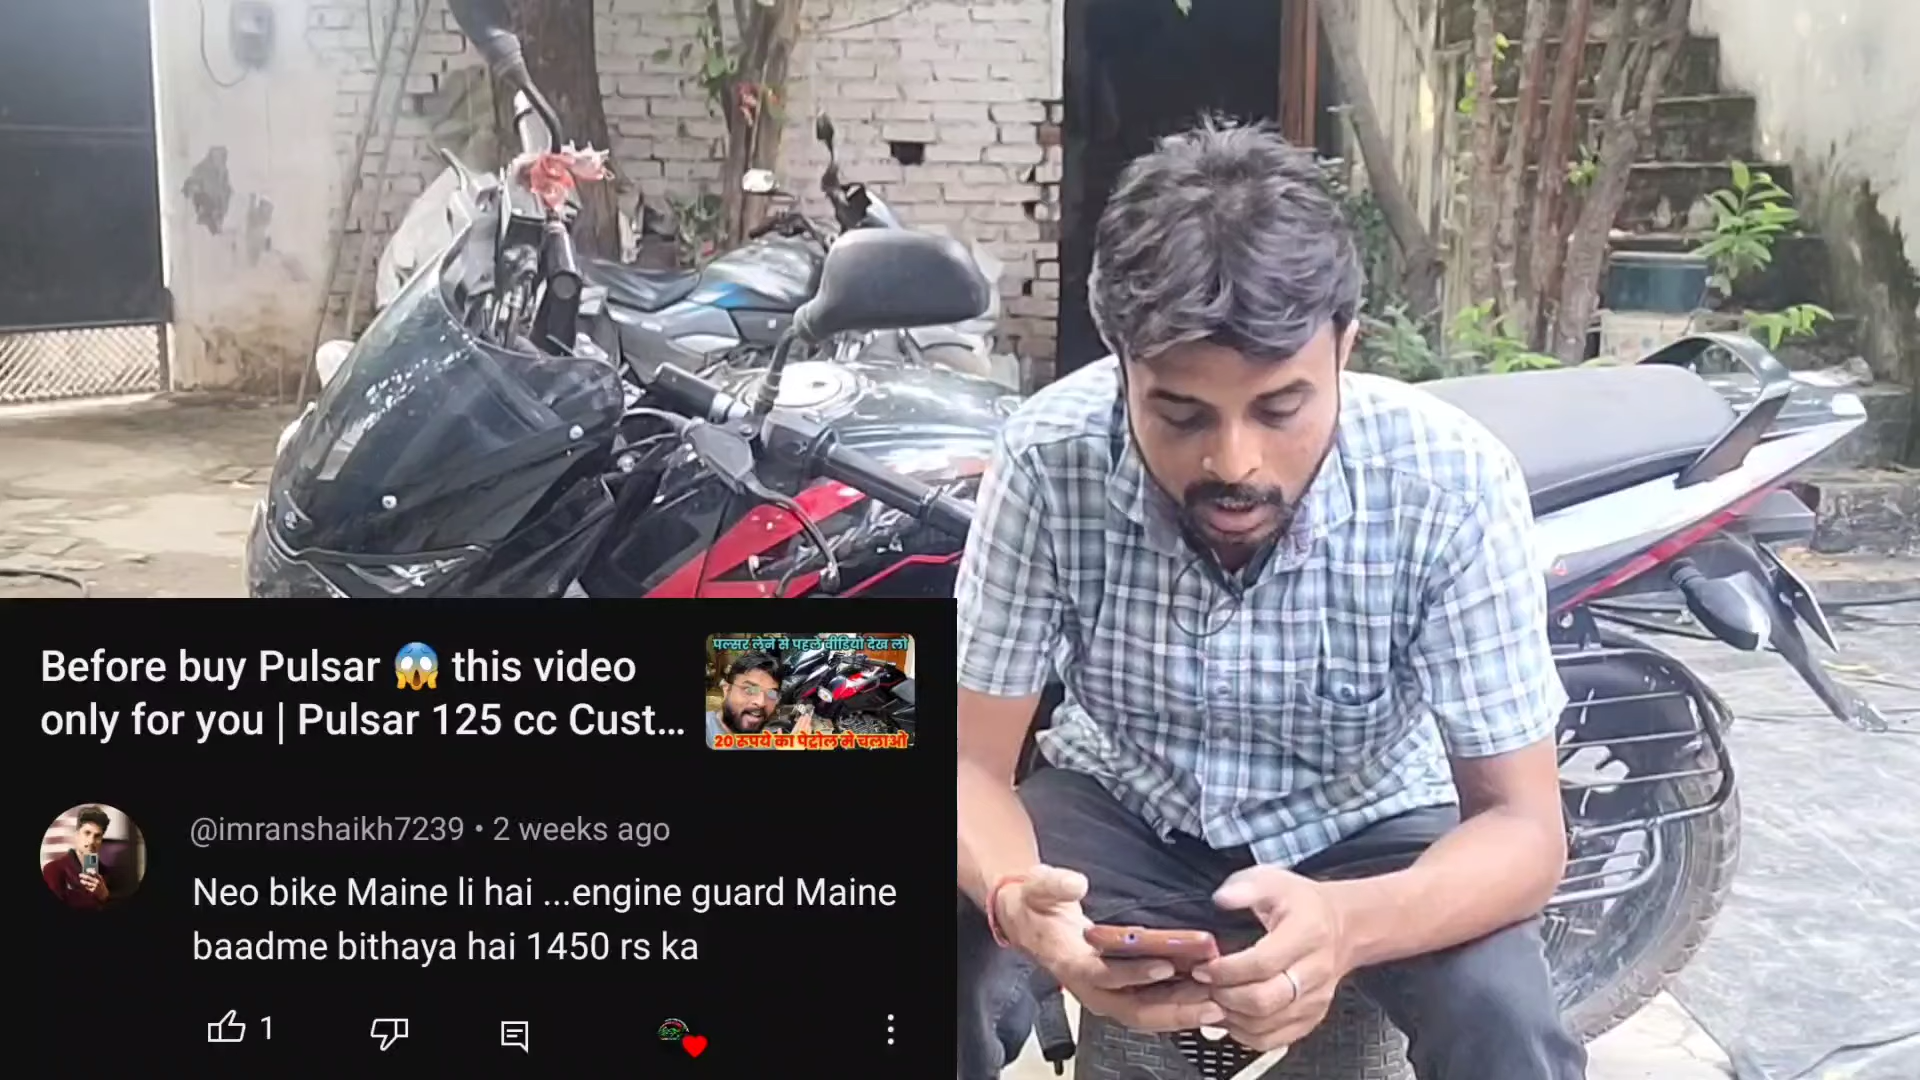 Before buy Pulsar 😱 this video
only for you | Pulsar 125 cc Cust...
पल्सर लेने से पहले वीडियो देख लो
20 रूपये का पेट्रोल मे चलाओ
@imranshaikh7239 • 2 weeks ago
Neo bike Maine li hai ...engine guard Maine
baadme bithaya hai 1450 rs ka
1